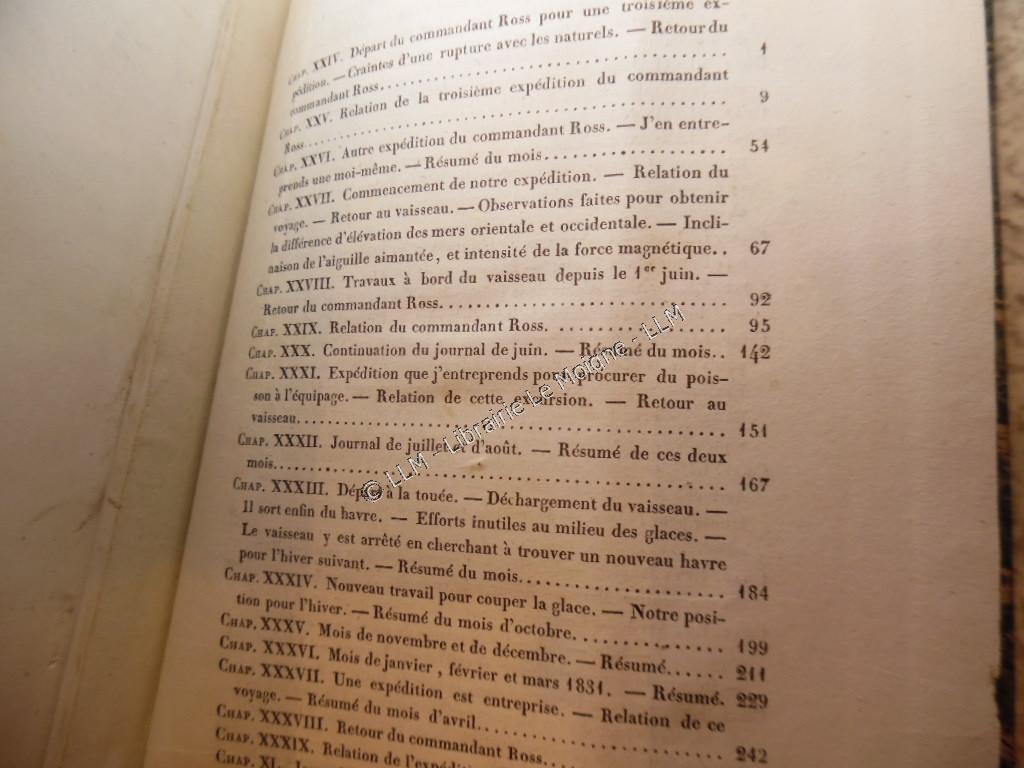 CHAP. XXIV. Départ du commandant Ross pour une troisième ex-
pédition. — Craintes d'une rupture avec les naturels. — Retour du
commandant Ross. 1
CHAP. XXV. Relation de la troisième expédition du commandant
Ross. 9
CHAP. XXVI. Autre expédition du commandant Ross. — J'en entre-
prends une moi-même. — Résumé du mois. 54
CHAP. XXVII. Commencement de notre expédition. — Relation du
voyage. — Retour au vaisseau. — Observations faites pour obtenir
la différence d'élévation des mers orientale et occidentale. — Incli-
naison de l'aiguille aimantée, et intensité de la force magnétique.. 67
CHAP. XXVIII. Travaux à bord du vaisseau depuis le 1er juin. —
Retour du commandant Ross. 92
CHAP. XXIX. Relation du commandant Ross. 95
CHAP. XXX. Continuation du journal de juin. — Résumé du mois.. 142
CHAP. XXXI. Expédition que j'entreprends pour procurer du pois-
son à l'équipage. — Relation de cette excursion. — Retour au
vaisseau. 151
CHAP. XXXII. Journal de juillet et d'août. — Résumé de ces deux
mois. 167
CHAP. XXXIII. Départ à la touée. — Déchargement du vaisseau. —
Il sort enfin du havre. — Efforts inutiles au milieu des glaces. —
Le vaisseau y est arrêté en cherchant à trouver un nouveau havre
pour l'hiver suivant. — Résumé du mois. 184
CHAP. XXXIV. Nouveau travail pour couper la glace. — Notre posi-
tion pour l'hiver. — Résumé du mois d'octobre. 199
CHAP. XXXV. Mois de novembre et de décembre. — Résumé. 211
CHAP. XXXVI. Mois de janvier, février et mars 1831. — Résumé. 229
CHAP. XXXVII. Une expédition est entreprise. — Relation de ce
voyage. — Résumé du mois d'avril. 242
CHAP. XXXVIII. Retour du commandant Ross.
CHAP. XXXIX. Relation de
CHAP. XL.
© LLM - Librairie Le Moigne - LLM